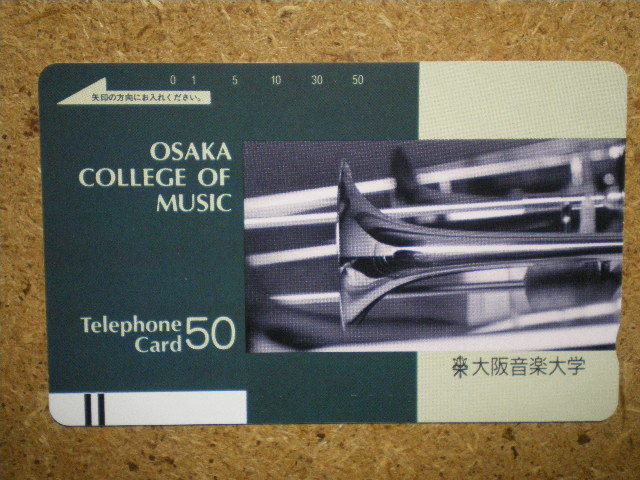 0 1 5 10 30 50
矢印の方向にお入れください。
OSAKA
COLLEGE OF
MUSIC
Telephone
Card 50
大阪音楽大学